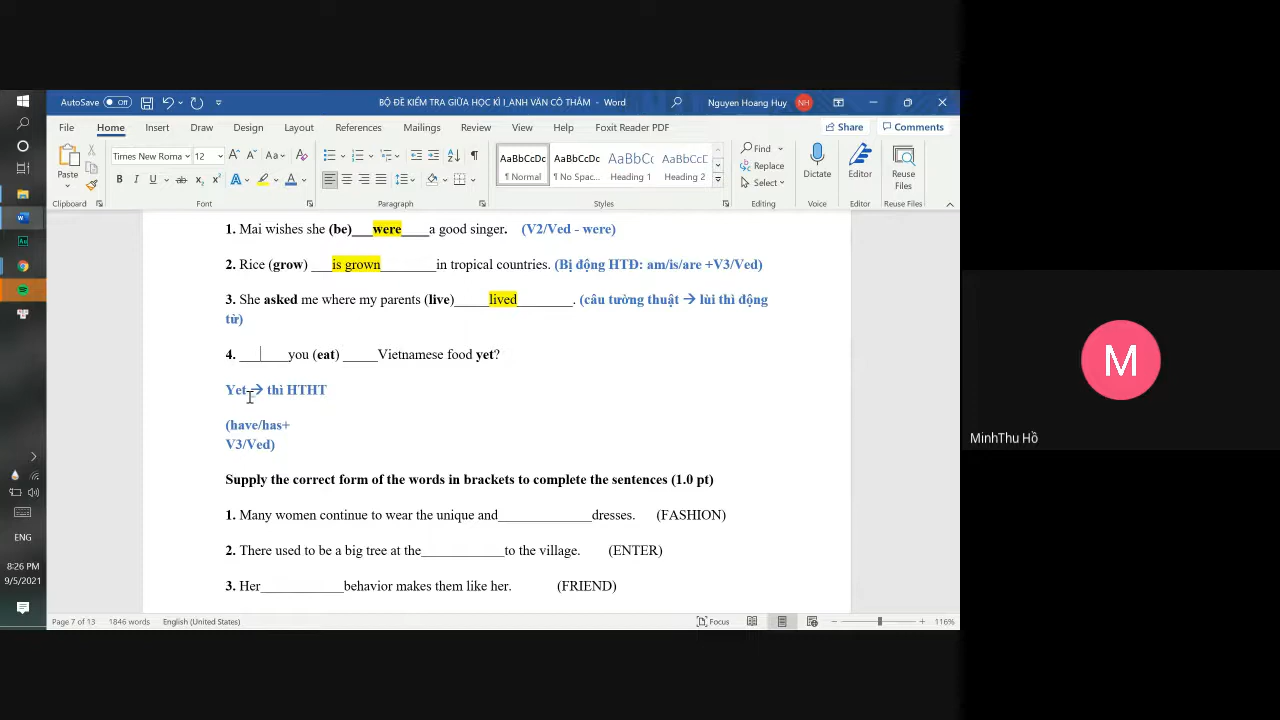 AutoSave Off BỘ ĐỀ KIỂM TRA GIỮA HỌC KÌ I_ANH VĂN CÔ THẮM - Word Nguyen Hoang Huy NH
File Home Insert Draw Design Layout References Mailings Review View Help Foxit Reader PDF Share Comments
Times New Roma 12 A A Aa A AaBbCcDc AaBbCcDc AaBbC( AaBbCcD Find Replace Select
Paste B I U ab x₂ x² A A ¶ Normal ¶ No Spac... Heading 1 Heading 2 Dictate Editor Reuse Files
Clipboard Font Paragraph Styles Editing Voice Editor Reuse Files
1. Mai wishes she (be)___were____a good singer. (V2/Ved - were)
2. Rice (grow) ___is grown________in tropical countries. (Bị động HTĐ: am/is/are +V3/Ved)
3. She asked me where my parents (live)_____lived________. (câu tường thuật → lùi thì động
từ)
4. _______you (eat) _____Vietnamese food yet?
Yet → thì HTHT
(have/has+
V3/Ved)
Supply the correct form of the words in brackets to complete the sentences (1.0 pt)
1. Many women continue to wear the unique and______________dresses. (FASHION)
2. There used to be a big tree at the____________to the village. (ENTER)
3. Her____________behavior makes them like her. (FRIEND)
Page 7 of 13 1846 words English (United States) Focus 116%
ENG
8:26 PM
9/5/2021
M
MinhThu Hồ